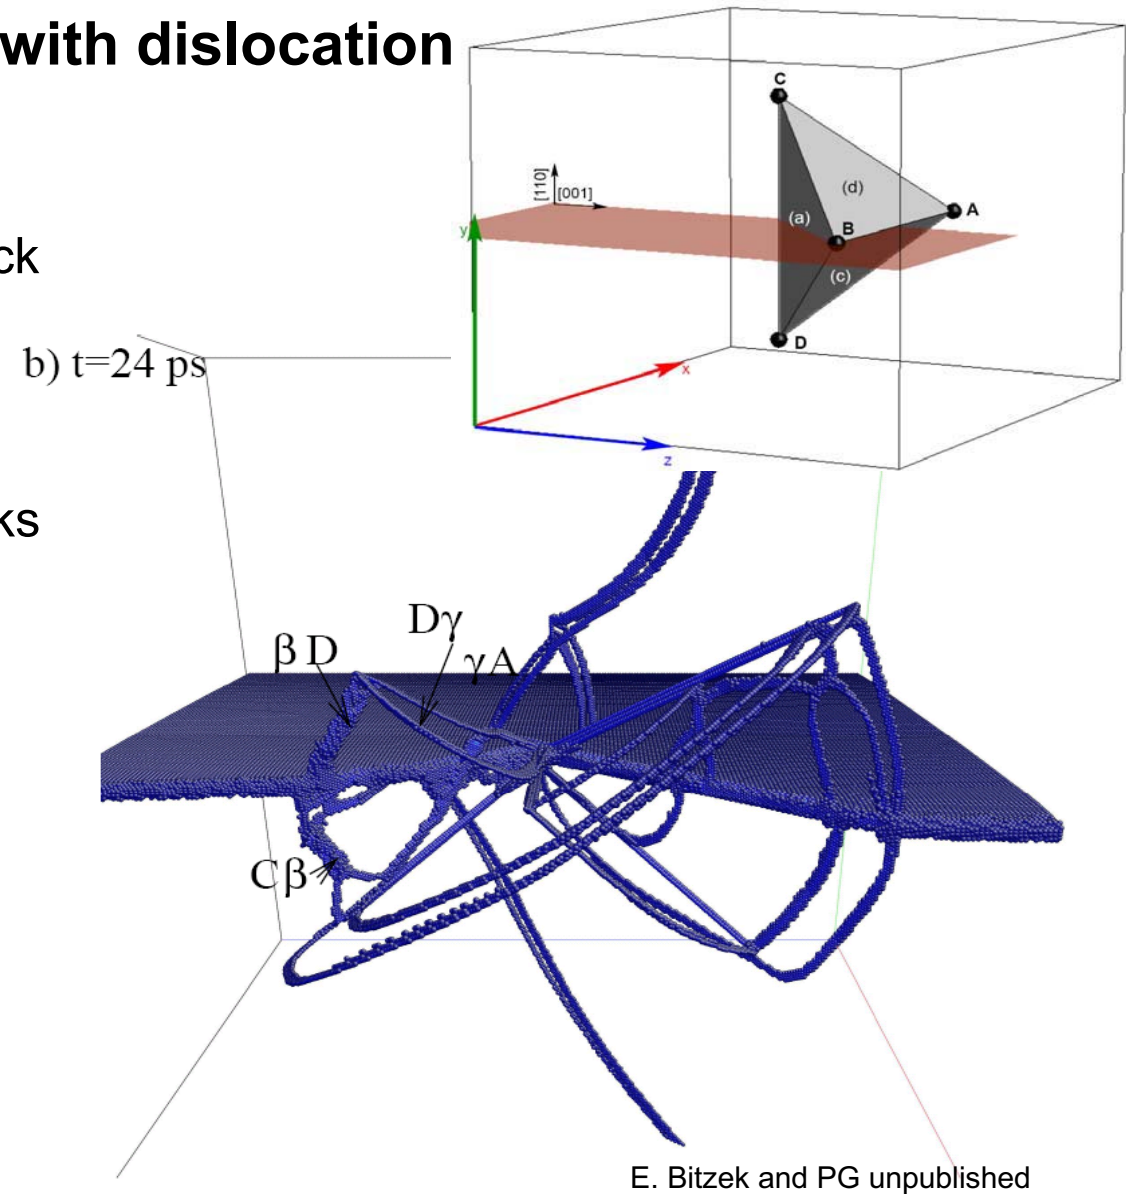 with dislocation
C
[110]
[001]
(d)
(a)
A
B
y
(c)
ck
D
b) t=24 ps
x
z
ks
Dγ
βD
γA
Cβ
E. Bitzek and PG unpublished